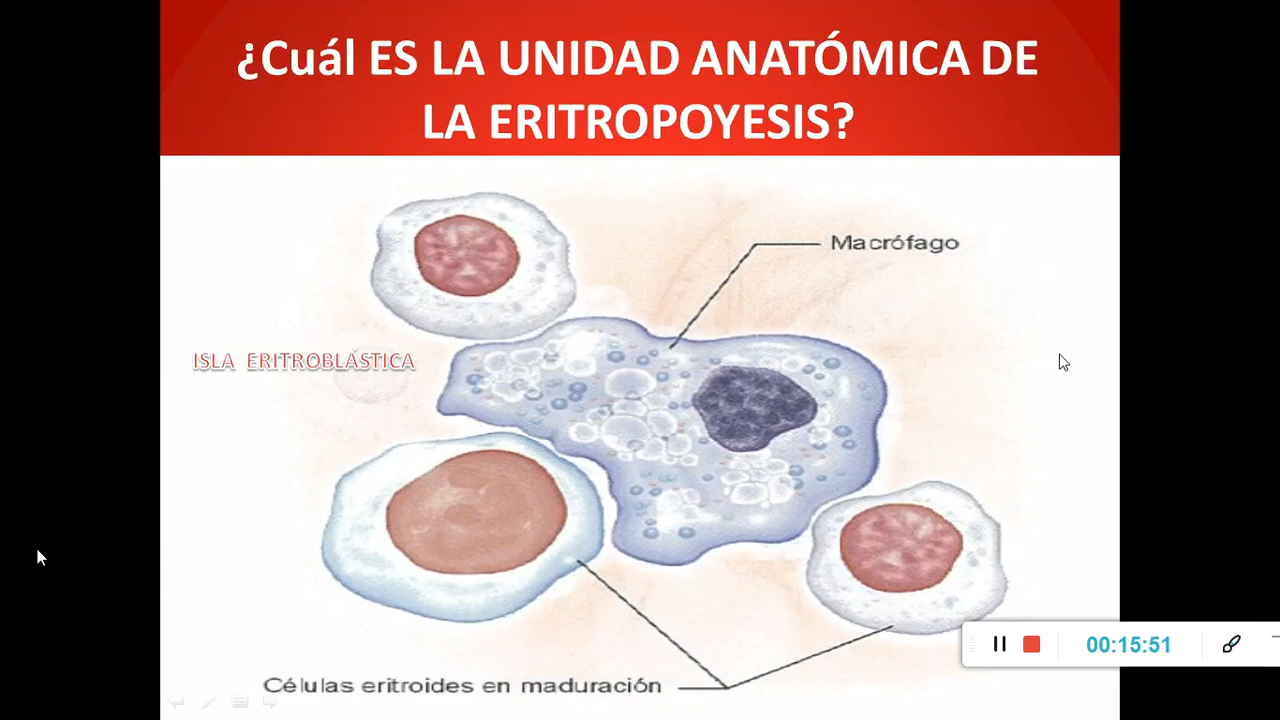 ¿Cuál ES LA UNIDAD ANATÓMICA DE
LA ERITROPOYESIS?
Macrófago
ISLA ERITROBLÁSTICA
Células eritroides en maduración
00:15:51